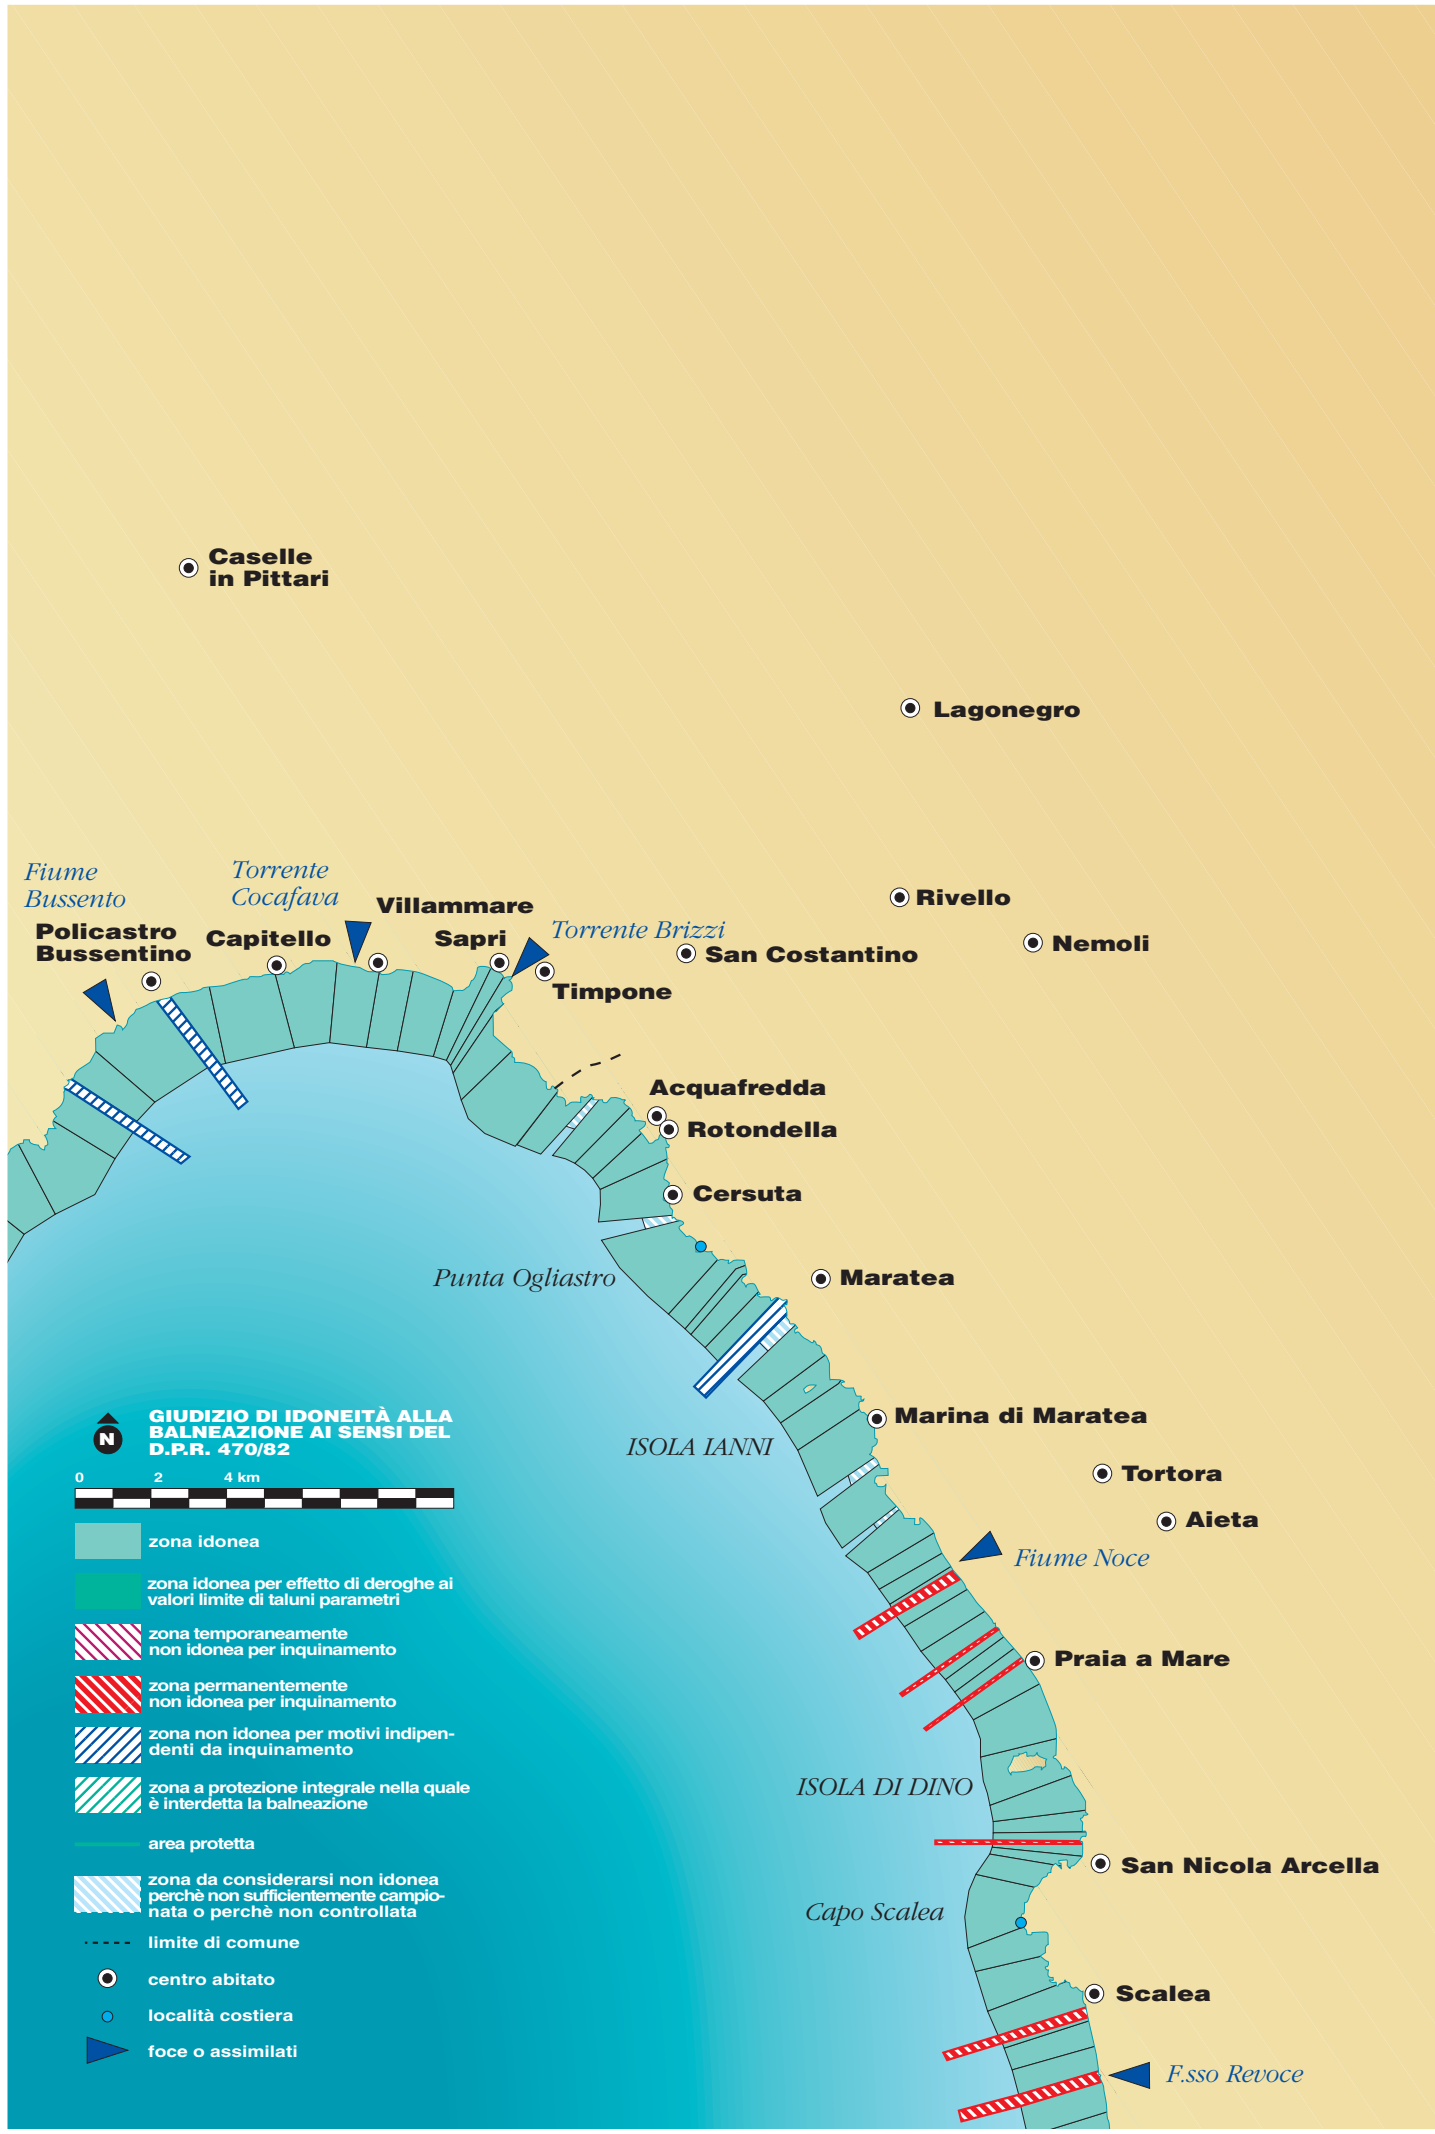 Caselle
in Pittari
Lagonegro
Fiume
Bussento
Torrente
Cocafava
Villammare
Rivello
Policastro
Bussentino
Capitello
Sapri
Torrente Brizzi
San Costantino
Nemoli
Timpone
Acquafredda
Rotondella
Cersuta
Punta Ogliastro
Maratea
Marina di Maratea
ISOLA IANNI
Tortora
Aieta
Fiume Noce
Praia a Mare
ISOLA DI DINO
San Nicola Arcella
Capo Scalea
Scalea
F.sso Revoce
N
GIUDIZIO DI IDONEITÀ ALLA
BALNEAZIONE AI SENSI DEL
D.P.R. 470/82
0 2 4 km
zona idonea
zona idonea per effetto di deroghe ai
valori limite di taluni parametri
zona temporaneamente
non idonea per inquinamento
zona permanentemente
non idonea per inquinamento
zona non idonea per motivi indipen-
denti da inquinamento
zona a protezione integrale nella quale
è interdetta la balneazione
area protetta
zona da considerarsi non idonea
perchè non sufficientemente campio-
nata o perchè non controllata
limite di comune
centro abitato
località costiera
foce o assimilati